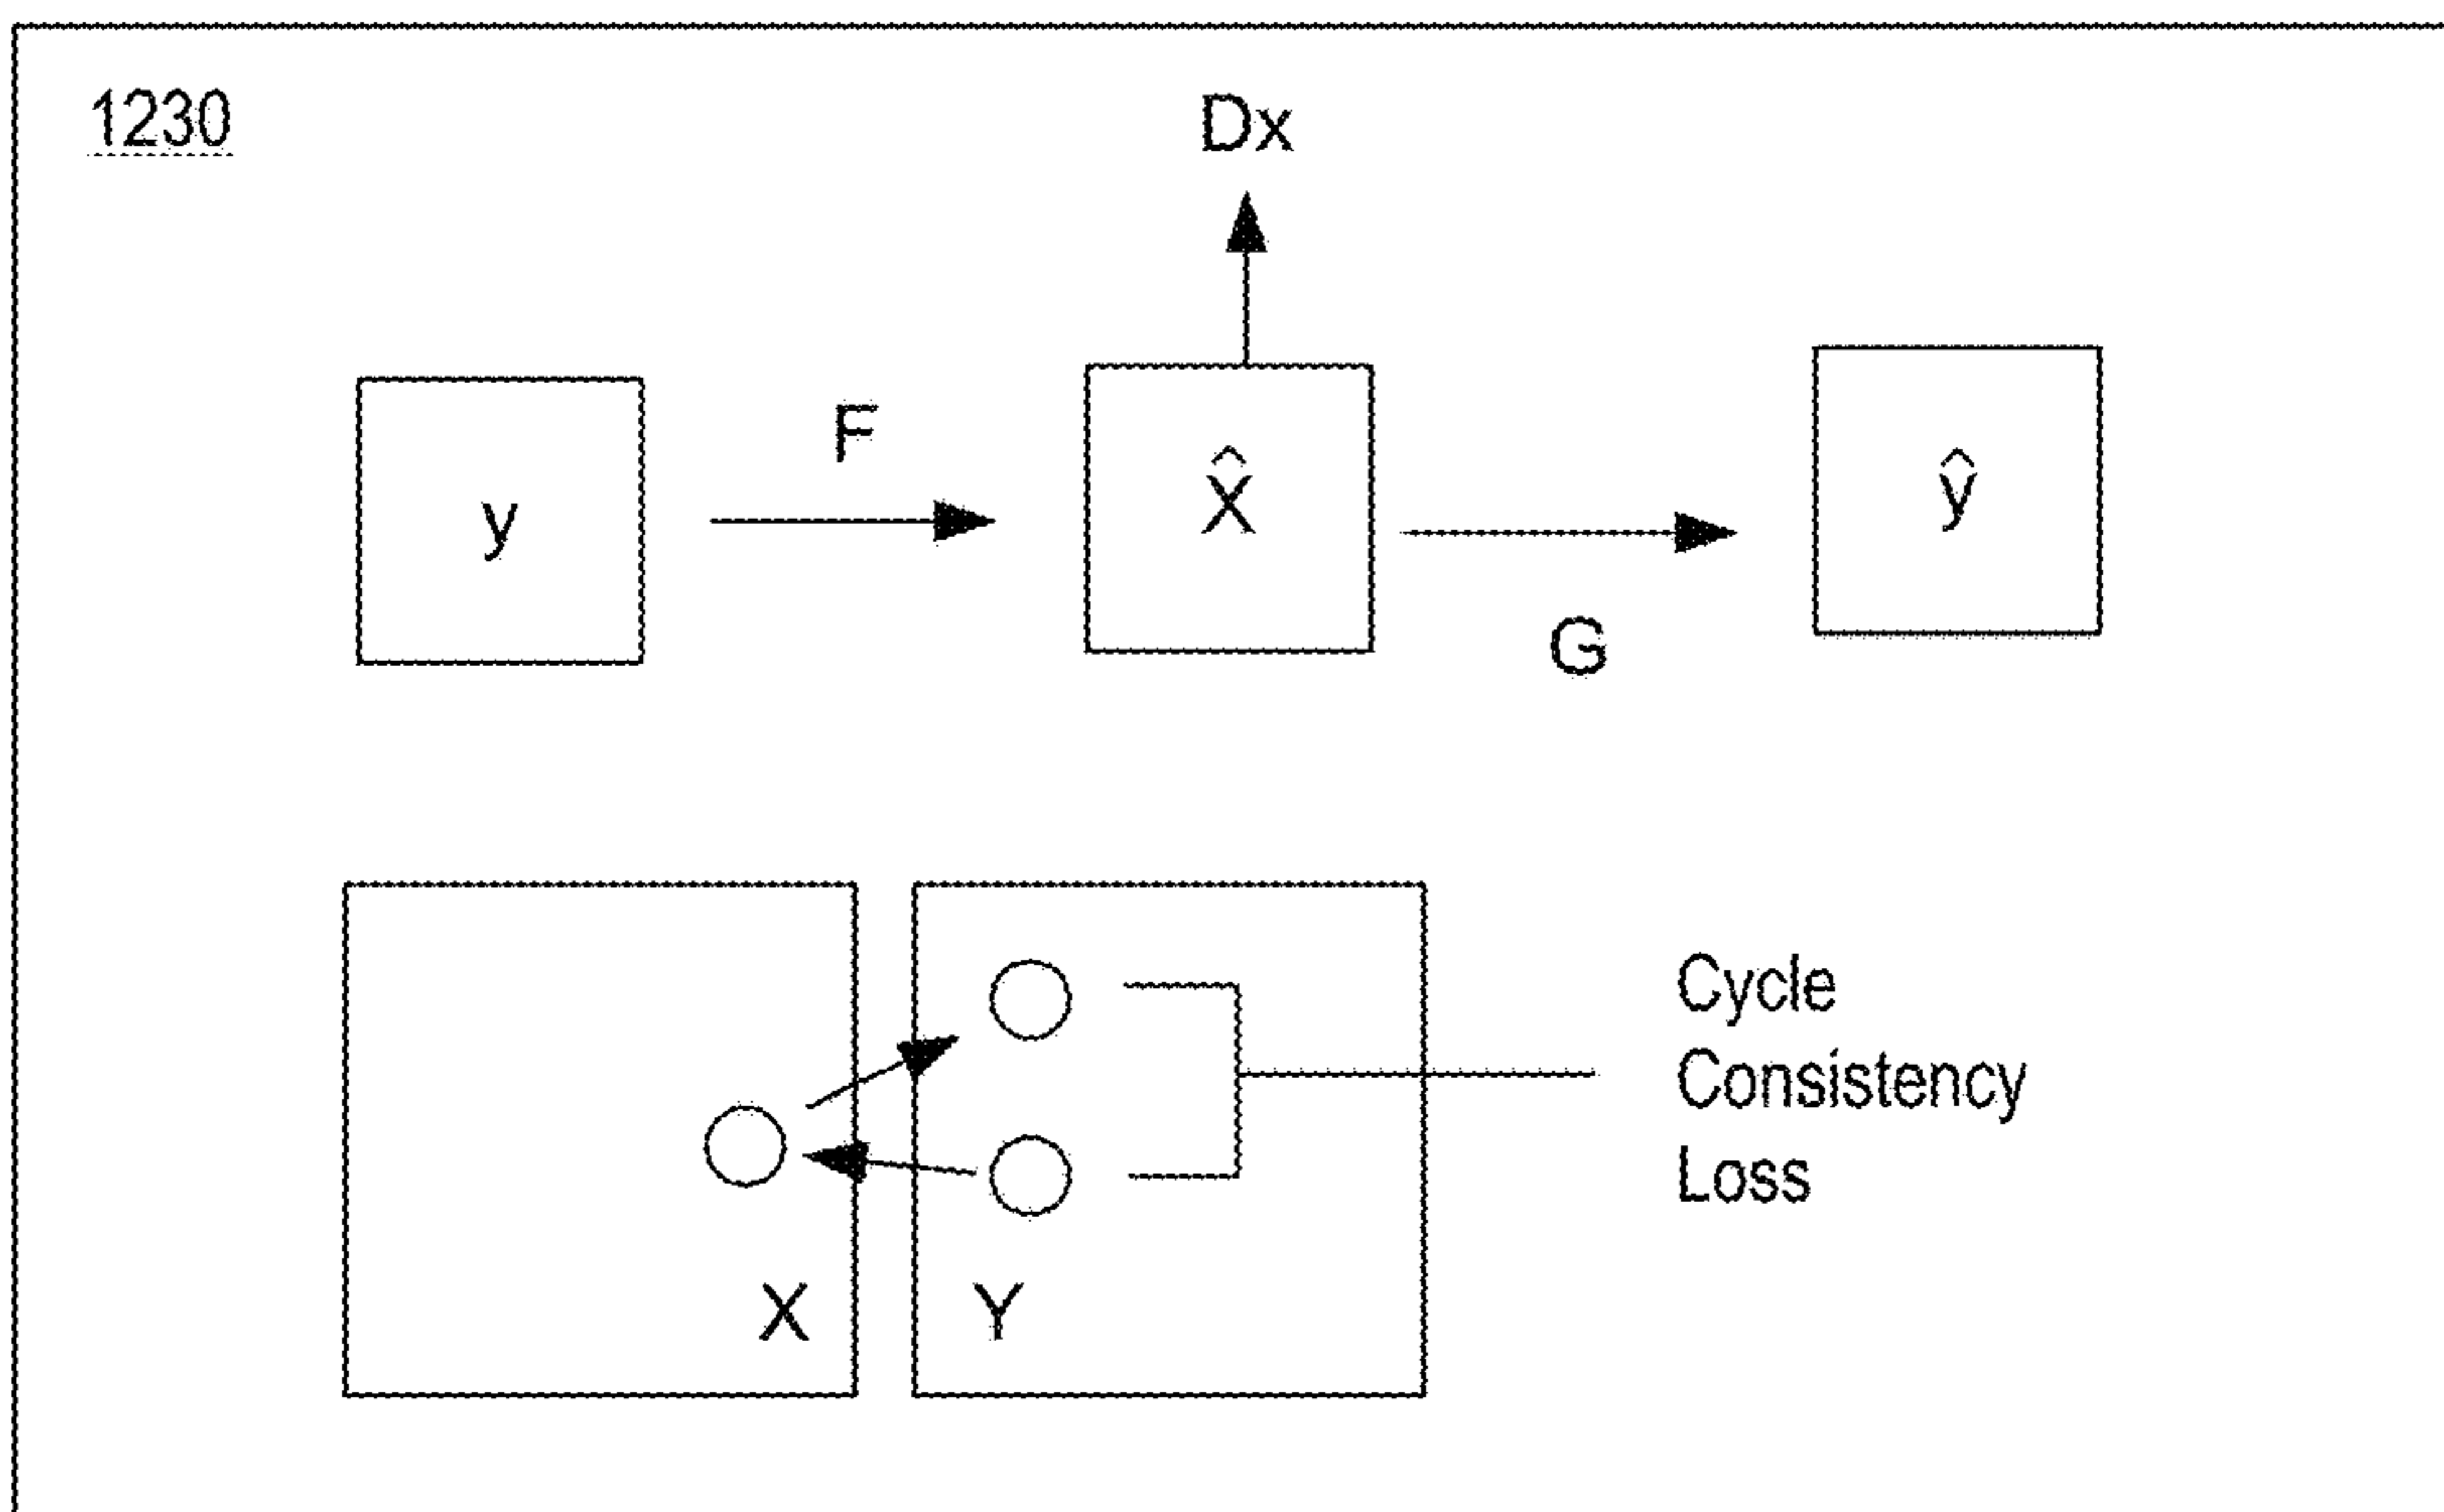 1230
Dx
F
y
X̂
ŷ
G
Cycle
Consistency
Loss
X
Y